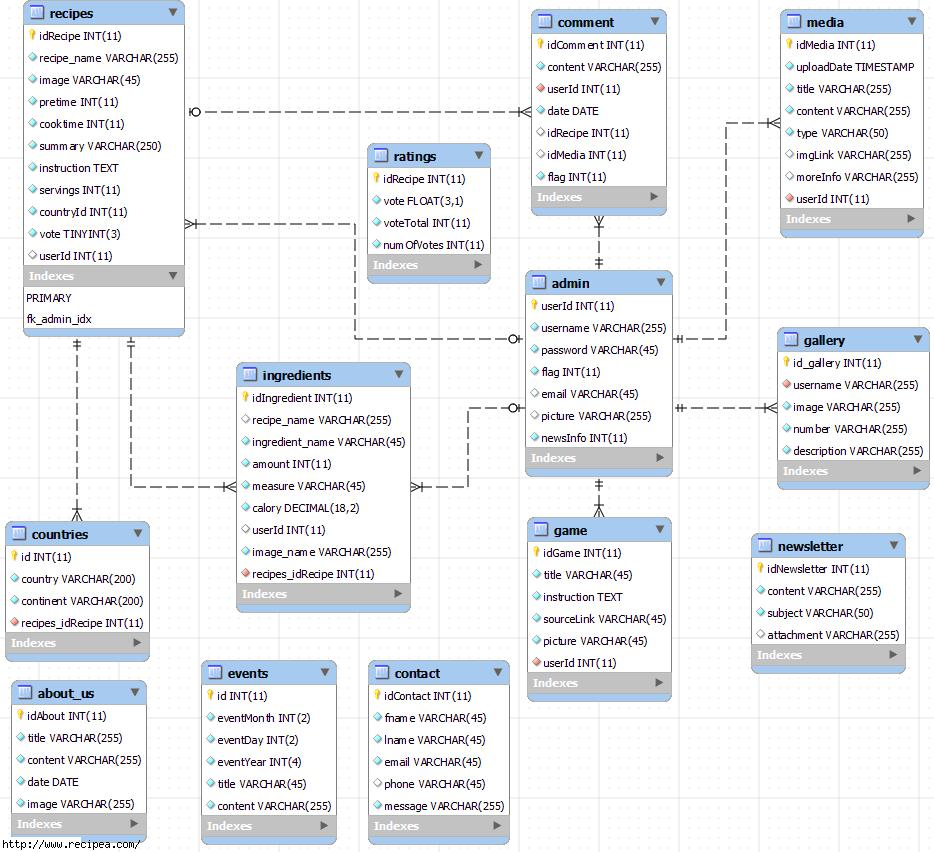 recipes
idRecipe INT(11)
recipe_name VARCHAR(255)
image VARCHAR(45)
pretime INT(11)
cooktime INT(11)
summary VARCHAR(250)
instruction TEXT
servings INT(11)
countryId INT(11)
vote TINYINT(3)
userId INT(11)
Indexes
PRIMARY
fk_admin_idx
comment
idComment INT(11)
content VARCHAR(255)
userId INT(11)
date DATE
idRecipe INT(11)
idMedia INT(11)
flag INT(11)
Indexes
media
idMedia INT(11)
uploadDate TIMESTAMP
title VARCHAR(255)
content VARCHAR(255)
type VARCHAR(50)
imgLink VARCHAR(255)
moreInfo VARCHAR(255)
userId INT(11)
Indexes
ratings
idRecipe INT(11)
vote FLOAT(3,1)
voteTotal INT(11)
numOfVotes INT(11)
Indexes
admin
userId INT(11)
username VARCHAR(255)
password VARCHAR(45)
flag INT(11)
email VARCHAR(45)
picture VARCHAR(255)
newsInfo INT(11)
Indexes
gallery
id_gallery INT(11)
username VARCHAR(255)
image VARCHAR(255)
number VARCHAR(255)
description VARCHAR(255)
Indexes
ingredients
idIngredient INT(11)
recipe_name VARCHAR(255)
ingredient_name VARCHAR(45)
amount INT(11)
measure VARCHAR(45)
calory DECIMAL(18,2)
userId INT(11)
image_name VARCHAR(255)
recipes_idRecipe INT(11)
Indexes
countries
id INT(11)
country VARCHAR(200)
continent VARCHAR(200)
recipes_idRecipe INT(11)
Indexes
game
idGame INT(11)
title VARCHAR(45)
instruction TEXT
sourceLink VARCHAR(45)
picture VARCHAR(45)
userId INT(11)
Indexes
newsletter
idNewsletter INT(11)
content VARCHAR(255)
subject VARCHAR(50)
attachment VARCHAR(255)
Indexes
about_us
idAbout INT(11)
title VARCHAR(255)
content VARCHAR(255)
date DATE
image VARCHAR(255)
Indexes
events
id INT(11)
eventMonth INT(2)
eventDay INT(2)
eventYear INT(4)
title VARCHAR(45)
content VARCHAR(255)
Indexes
contact
idContact INT(11)
fname VARCHAR(45)
lname VARCHAR(45)
email VARCHAR(45)
phone VARCHAR(45)
message VARCHAR(255)
Indexes
http://www.recipea.com/